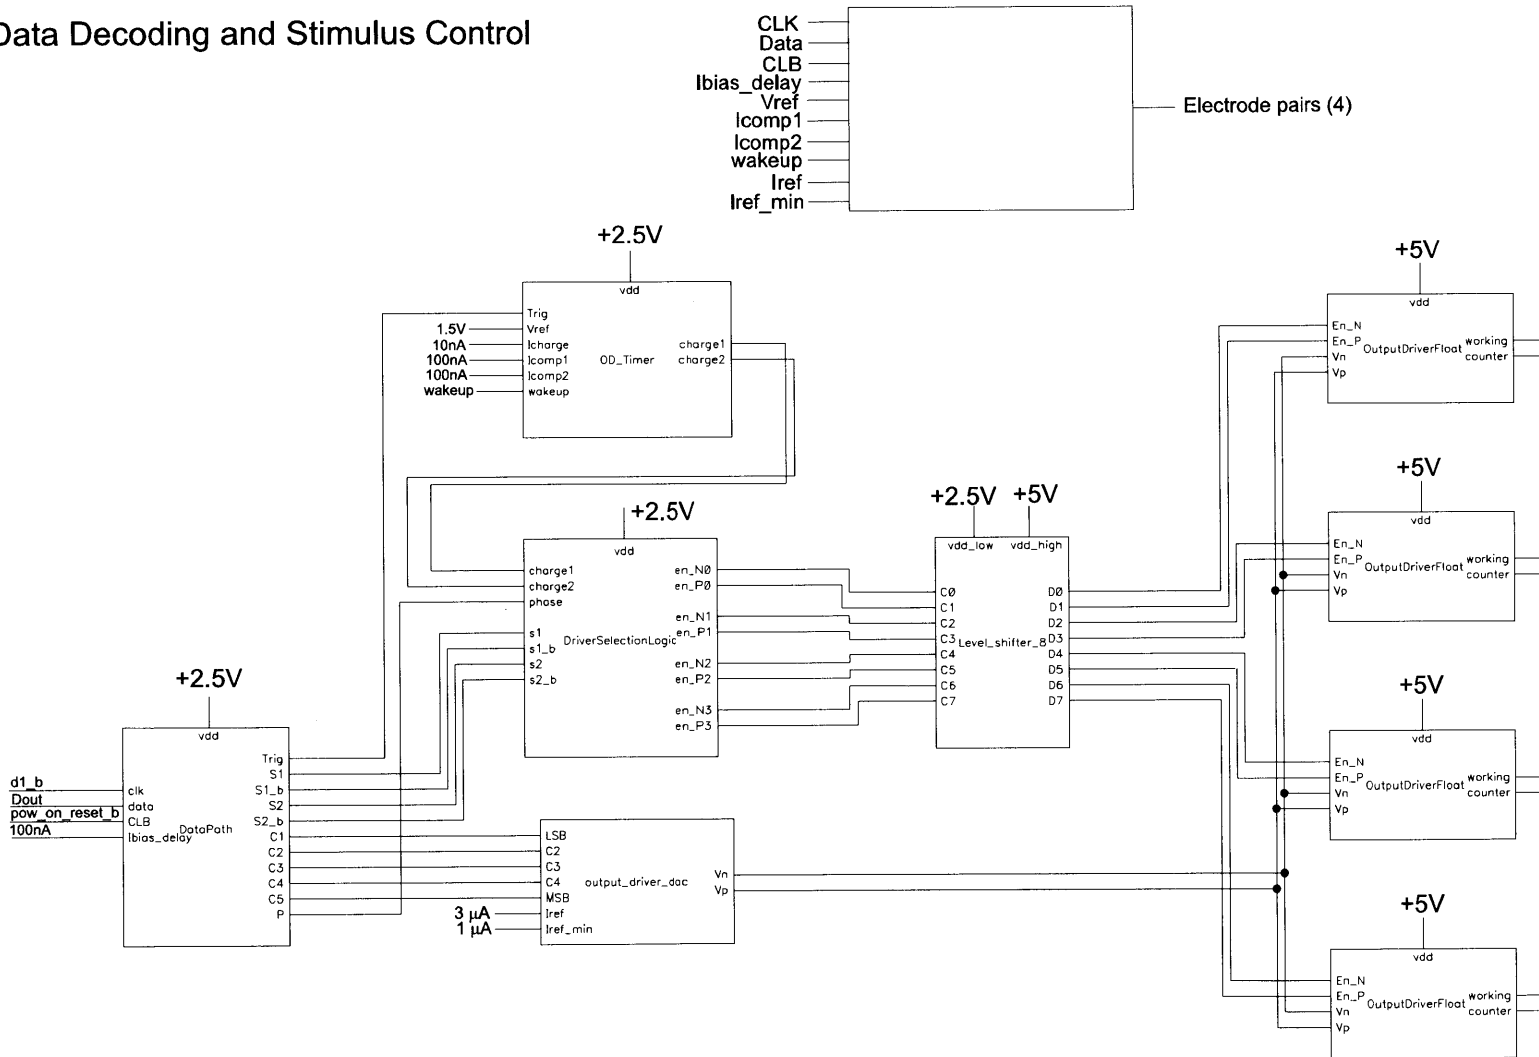 Data Decoding and Stimulus Control
CLK
Data
CLB
Ibias_delay
Vref
Icomp1
Icomp2
wakeup
Iref
Iref_min
Electrode pairs (4)
+2.5V
vdd
Trig
1.5V Vref
10nA Icharge
100nA Icomp1
100nA Icomp2
wakeup wakeup
OD_Timer
charge1
charge2
+2.5V
vdd
charge1
charge2
phase
s1
s1_b
s2
s2_b
DriverSelectionLogic
en_N0
en_P0
en_N1
en_P1
en_N2
en_P2
en_N3
en_P3
+2.5V +5V
vdd_low vdd_high
C0
C1
C2
C3
C4
C5
C6
C7
Level_shifter_8
D0
D1
D2
D3
D4
D5
D6
D7
+2.5V
vdd
d1_b clk
Dout data
pow_on_reset_b CLB
100nA Ibias_delay
DataPath
Trig
S1
S1_b
S2
S2_b
C1
C2
C3
C4
C5
P
LSB
C2
C3
C4
MSB
3 µA Iref
1 µA Iref_min
output_driver_dac
Vn
Vp
+5V
vdd
En_N
En_P
Vn
Vp
OutputDriverFloat
working
counter
+5V
vdd
En_N
En_P
Vn
Vp
OutputDriverFloat
working
counter
+5V
vdd
En_N
En_P
Vn
Vp
OutputDriverFloat
working
counter
+5V
vdd
En_N
En_P
Vn
Vp
OutputDriverFloat
working
counter